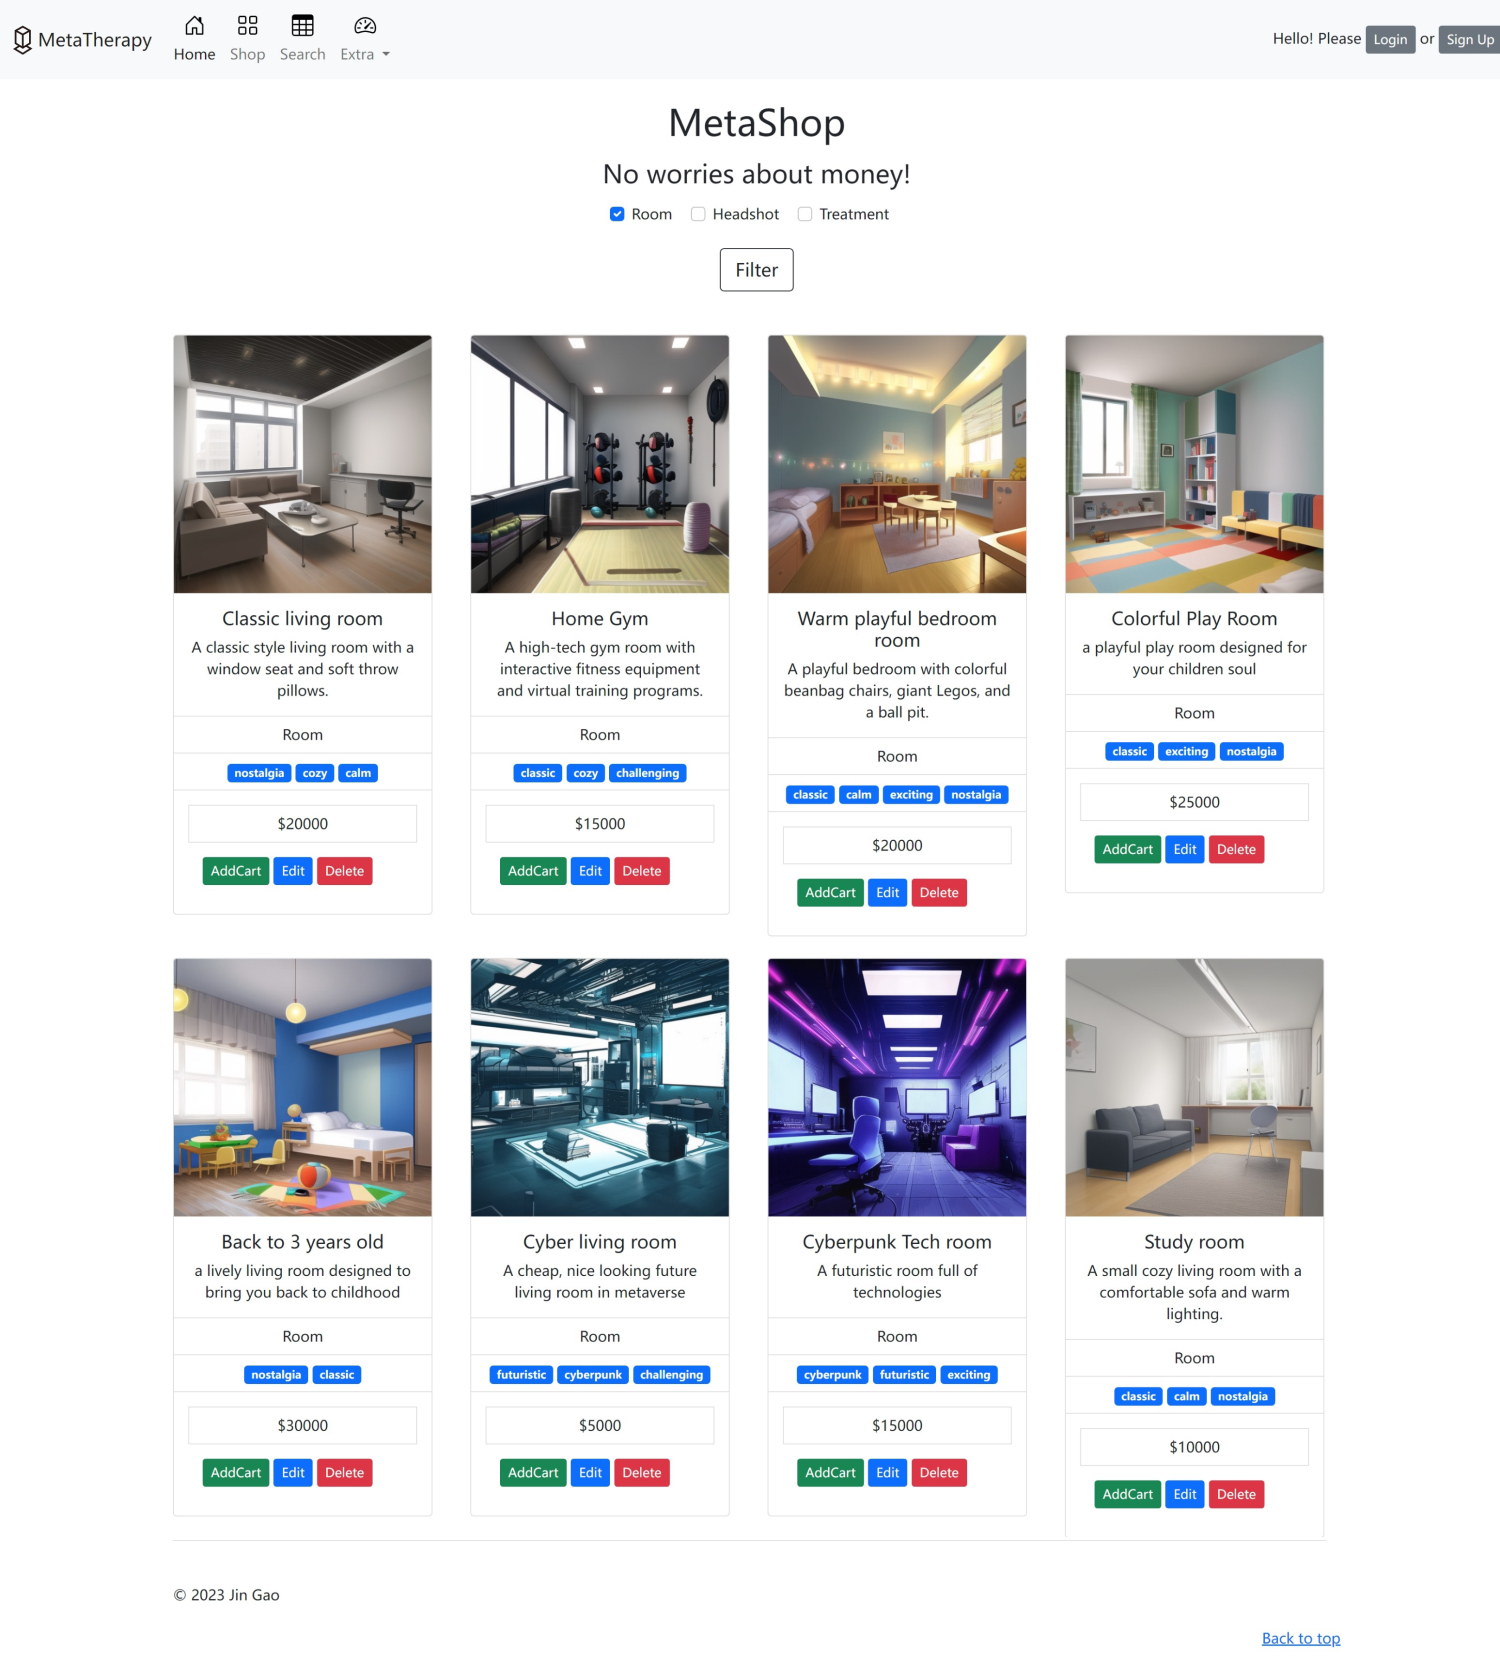 MetaTherapy
Home
Shop
Search
Extra
Hello! Please Login or Sign Up
MetaShop
No worries about money!
Room Headshot Treatment
Filter
Classic living room
A classic style living room with a
window seat and soft throw
pillows.
Room
nostalgia cozy calm
$20000
AddCart Edit Delete
Home Gym
A high-tech gym room with
interactive fitness equipment
and virtual training programs.
Room
classic cozy challenging
$15000
AddCart Edit Delete
Warm playful bedroom
room
A playful bedroom with colorful
beanbag chairs, giant Legos, and
a ball pit.
Room
classic calm exciting nostalgia
$20000
AddCart Edit Delete
Colorful Play Room
a playful play room designed for
your children soul
Room
classic exciting nostalgia
$25000
AddCart Edit Delete
Back to 3 years old
a lively living room designed to
bring you back to childhood
Room
nostalgia classic
$30000
AddCart Edit Delete
Cyber living room
A cheap, nice looking future
living room in metaverse
Room
futuristic cyberpunk challenging
$5000
AddCart Edit Delete
Cyberpunk Tech room
A futuristic room full of
technologies
Room
cyberpunk futuristic exciting
$15000
AddCart Edit Delete
Study room
A small cozy living room with a
comfortable sofa and warm
lighting.
Room
classic calm nostalgia
$10000
AddCart Edit Delete
© 2023 Jin Gao
Back to top